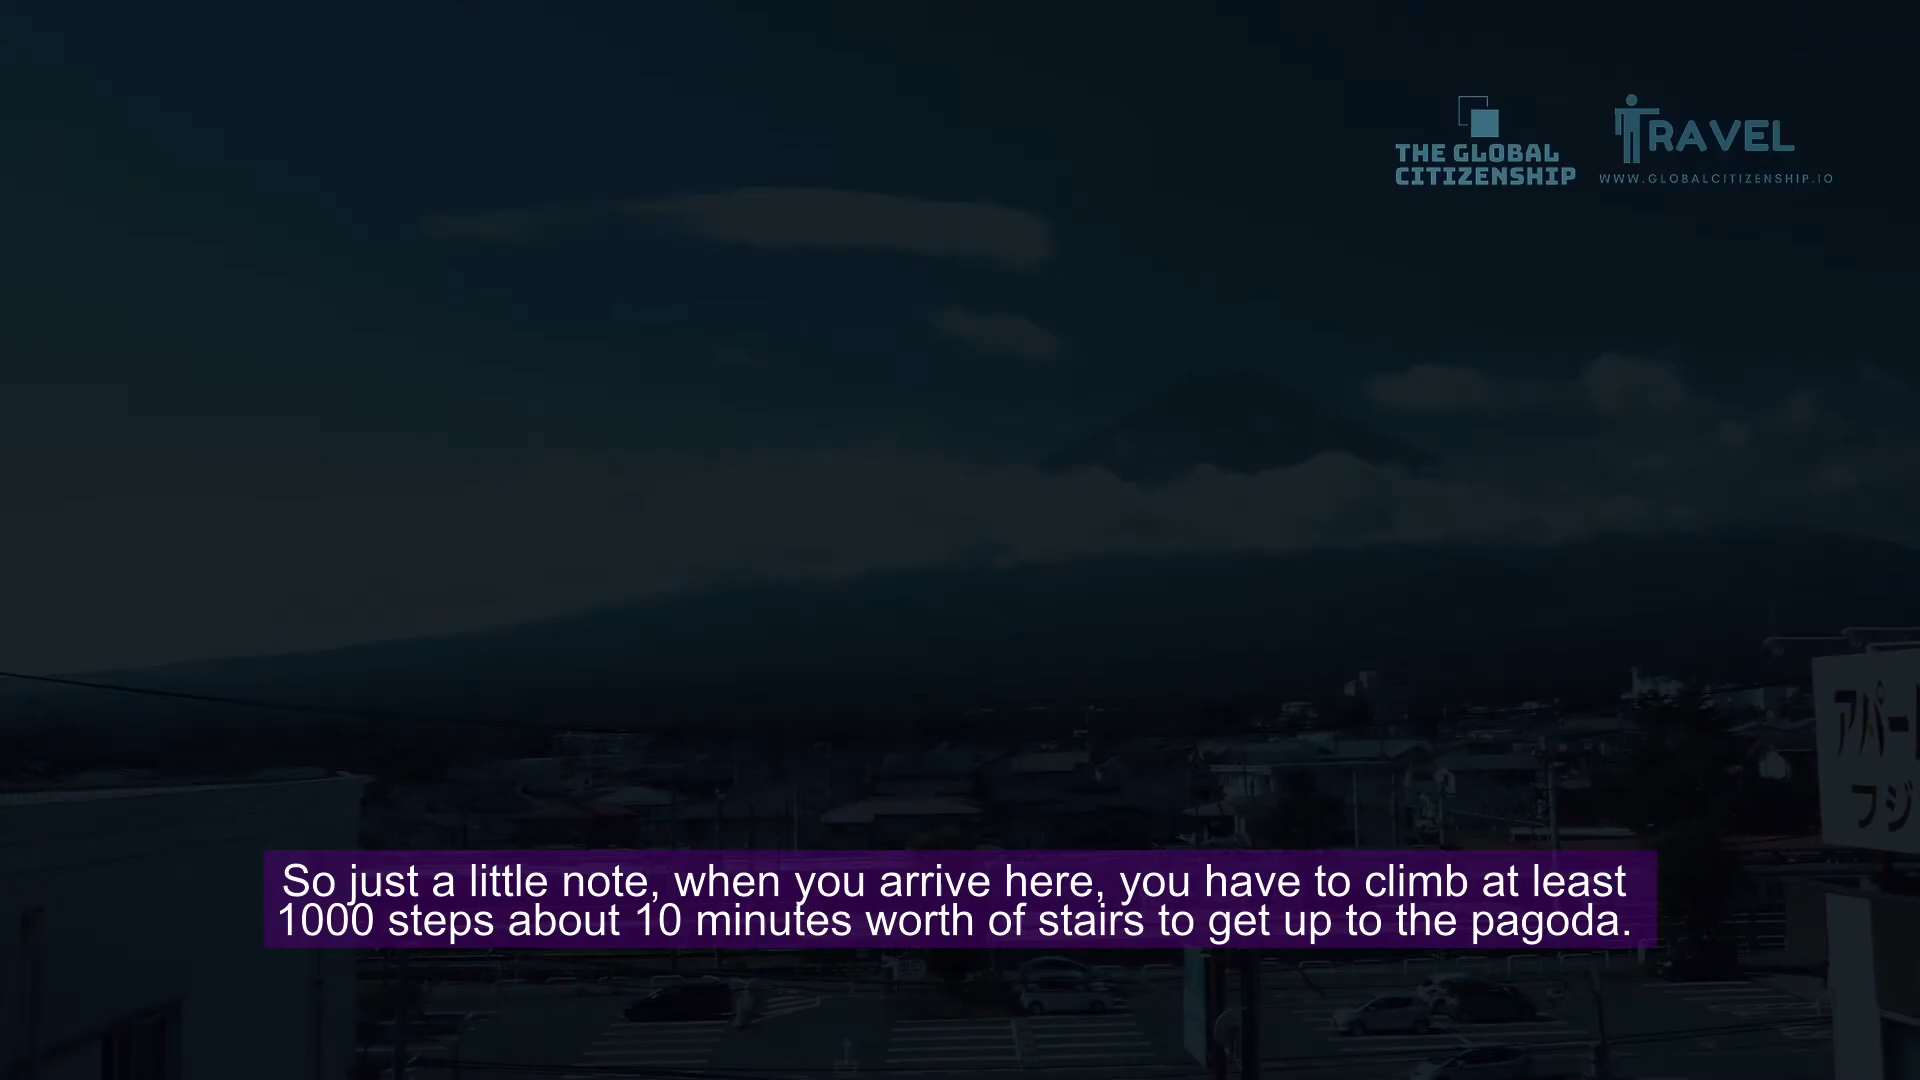 THE GLOBAL
CITIZENSHIP
TRAVEL
WWW.GLOBALCITIZENSHIP.IO
アパー
フジ
So just a little note, when you arrive here, you have to climb at least
1000 steps about 10 minutes worth of stairs to get up to the pagoda.